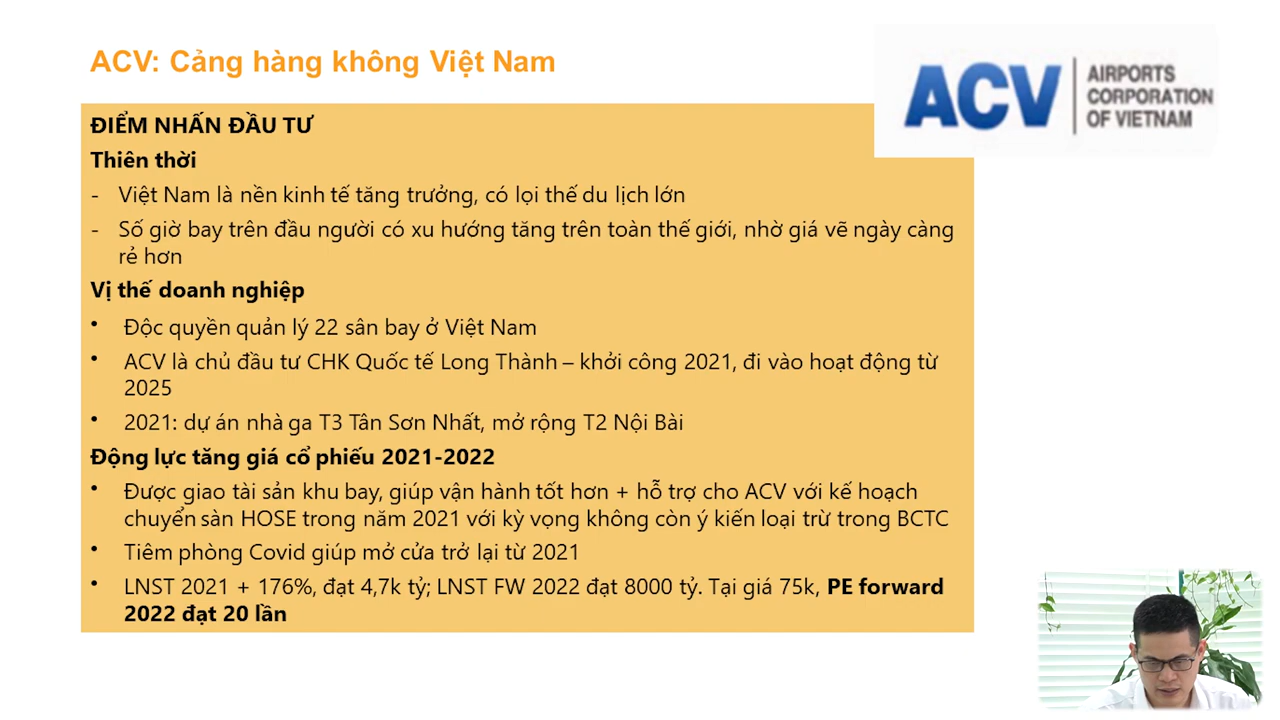 ACV: Cảng hàng không Việt Nam
ACV
AIRPORTS
CORPORATION
OF VIETNAM
ĐIỂM NHẤN ĐẦU TƯ
Thiên thời
- Việt Nam là nền kinh tế tăng trưởng, có lọi thế du lịch lớn
- Số giờ bay trên đầu người có xu hướng tăng trên toàn thế giới, nhờ giá vẽ ngày càng
rẻ hơn
Vị thế doanh nghiệp
• Độc quyền quản lý 22 sân bay ở Việt Nam
• ACV là chủ đầu tư CHK Quốc tế Long Thành – khởi công 2021, đi vào hoạt động từ
2025
• 2021: dự án nhà ga T3 Tân Sơn Nhất, mở rộng T2 Nội Bài
Động lực tăng giá cổ phiếu 2021-2022
• Được giao tài sản khu bay, giúp vận hành tốt hơn + hỗ trợ cho ACV với kế hoạch
chuyển sàn HOSE trong năm 2021 với kỳ vọng không còn ý kiến loại trừ trong BCTC
• Tiêm phòng Covid giúp mở cửa trở lại từ 2021
• LNST 2021 + 176%, đạt 4,7k tỷ; LNST FW 2022 đạt 8000 tỷ. Tại giá 75k, PE forward
2022 đạt 20 lần